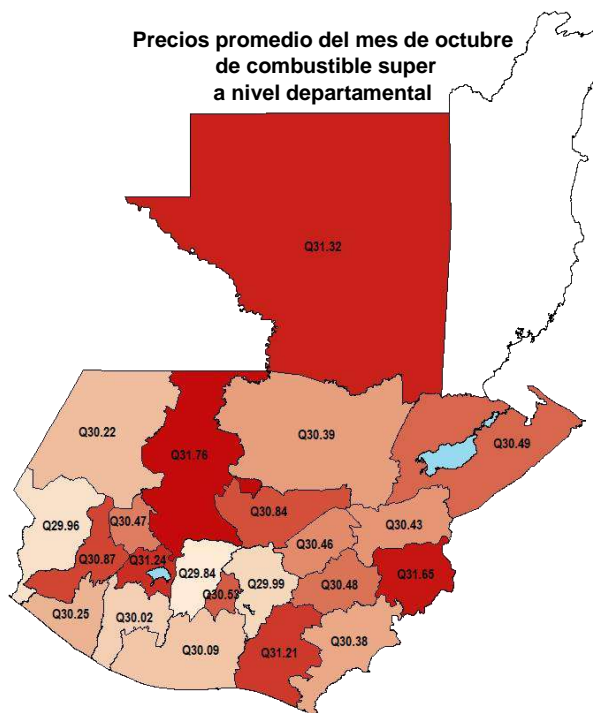 Precios promedio del mes de octubre
de combustible super
a nivel departamental
Q31.32
Q30.22
Q31.76
Q30.39
Q30.49
Q29.96
Q30.47
Q30.84
Q30.43
Q30.87
Q31.24
Q30.46
Q29.84
Q29.99
Q31.65
Q30.53
Q30.48
Q30.25
Q30.02
Q30.09
Q31.21
Q30.38